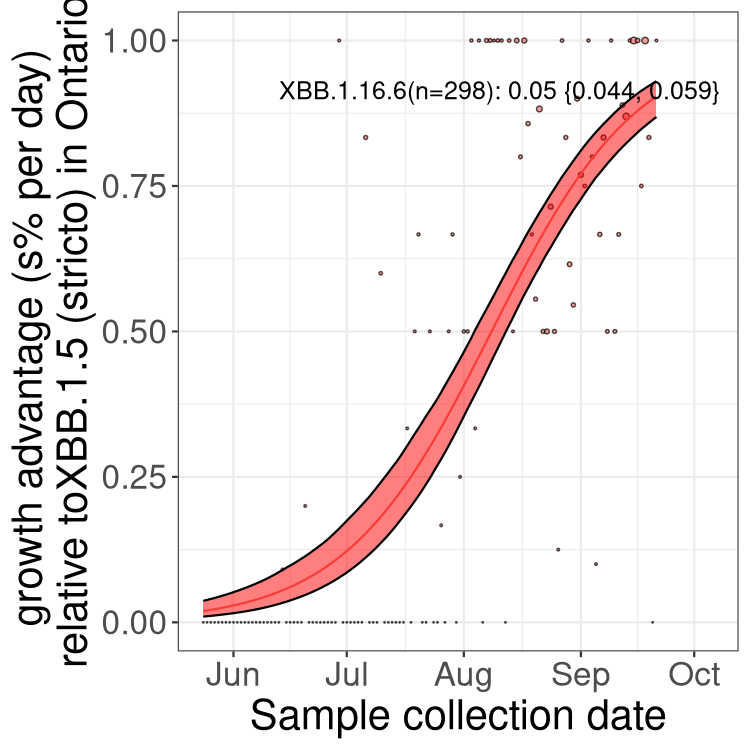 growth advantage (s% per day)
relative toXBB.1.5 (stricto) in Ontario
1.00
0.75
0.50
0.25
0.00
XBB.1.16.6(n=298): 0.05 {0.044, 0.059}
Jun Jul Aug Sep Oct
Sample collection date